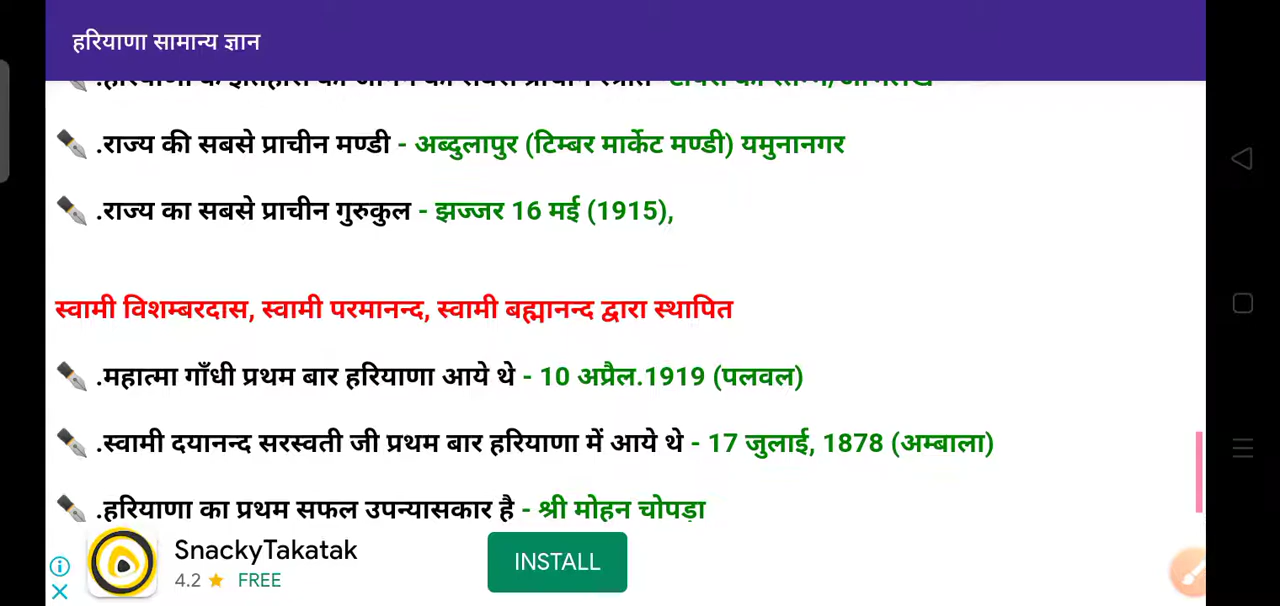 हरियाणा सामान्य ज्ञान
.राज्य की सबसे प्राचीन मण्डी - अब्दुलापुर (टिम्बर मार्केट मण्डी) यमुनानगर
.राज्य का सबसे प्राचीन गुरुकुल - झज्जर 16 मई (1915),
स्वामी विशम्बरदास, स्वामी परमानन्द, स्वामी बह्मानन्द द्वारा स्थापित
.महात्मा गाँधी प्रथम बार हरियाणा आये थे - 10 अप्रैल.1919 (पलवल)
.स्वामी दयानन्द सरस्वती जी प्रथम बार हरियाणा में आये थे - 17 जुलाई, 1878 (अम्बाला)
.हरियाणा का प्रथम सफल उपन्यासकार है - श्री मोहन चोपड़ा
SnackyTakatak
4.2 ★ FREE
INSTALL